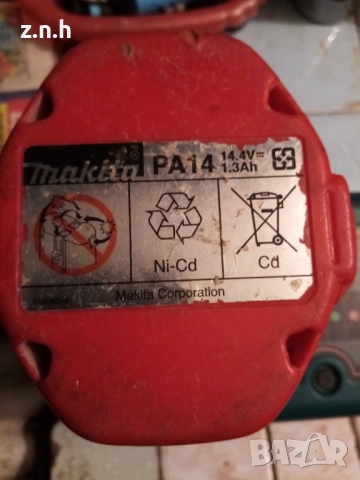 z.n.h
makita
PA14 14.4V⎓
1.3Ah
Ni-Cd
Cd
Makita Corporation
BAZAR